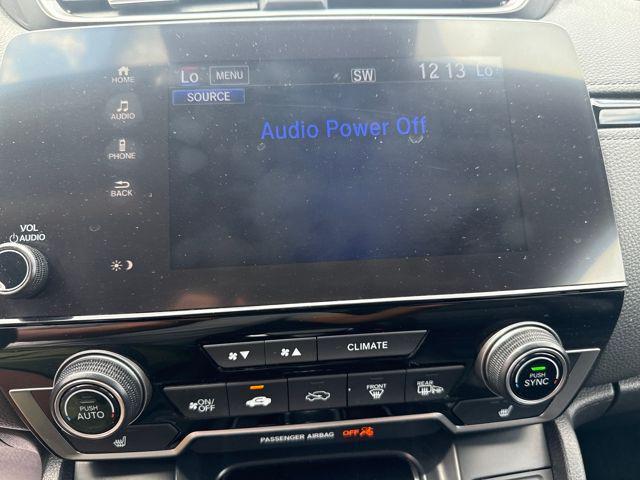 HOME
AUDIO
PHONE
BACK
VOL
AUDIO
Lo MENU SW 12 13 Lo
SOURCE
Audio Power Off
CLIMATE
ON/
OFF
FRONT
REAR
PUSH
AUTO
PUSH
SYNC
PASSENGER AIRBAG OFF